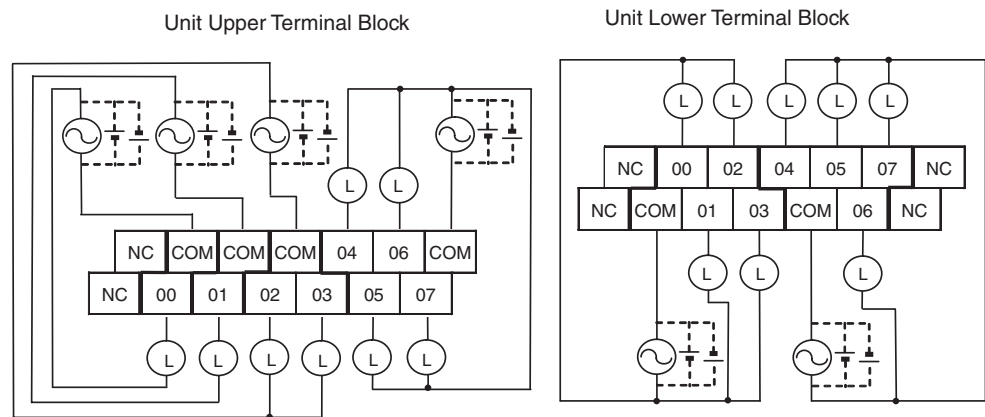 Unit Upper Terminal Block
L L
NC COM COM COM 04 06 COM
NC 00 01 02 03 05 07
L L L L L L
Unit Lower Terminal Block
L L L L L
NC 00 02 04 05 07 NC
NC COM 01 03 COM 06 NC
L L L